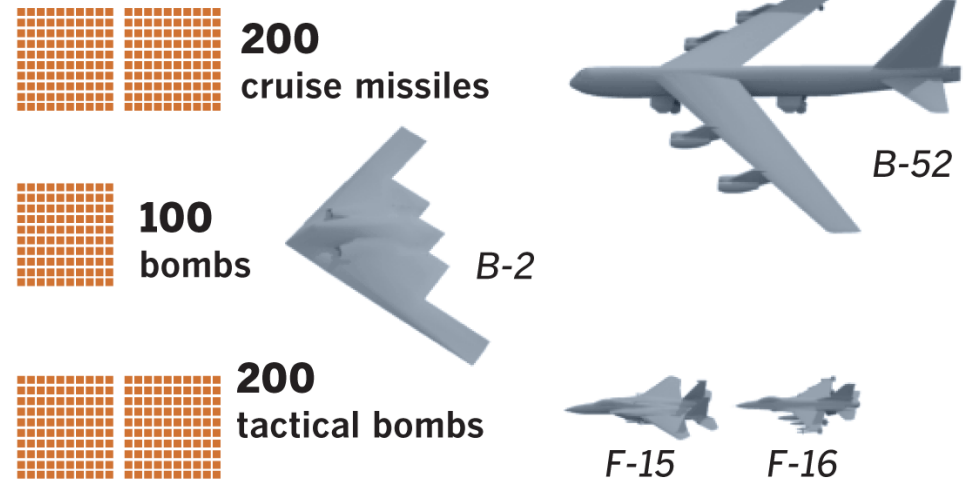 200
cruise missiles
B-52
100
bombs
B-2
200
tactical bombs
F-15
F-16